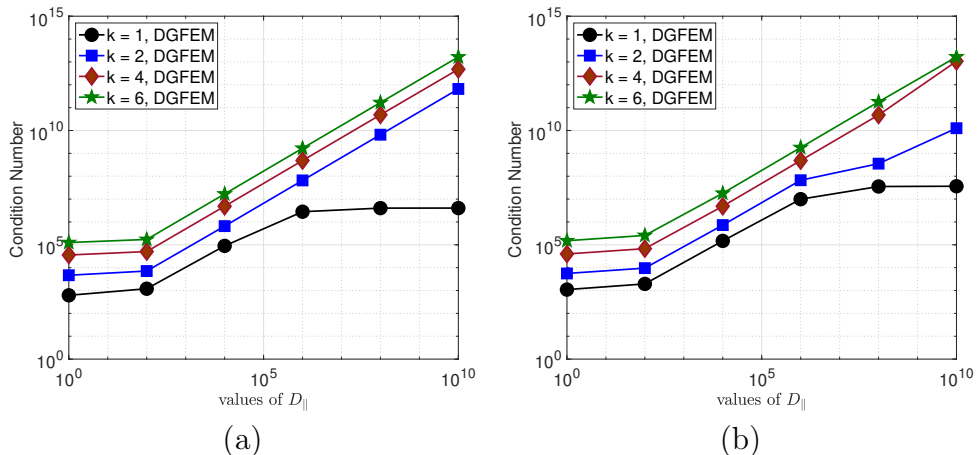 10^15
k = 1, DGFEM
k = 2, DGFEM
k = 4, DGFEM
k = 6, DGFEM
10^10
Condition Number
10^5
10^0
10^0
10^5
10^10
values of D_∥
(a)
10^15
k = 1, DGFEM
k = 2, DGFEM
k = 4, DGFEM
k = 6, DGFEM
10^10
Condition Number
10^5
10^0
10^0
10^5
10^10
values of D_∥
(b)